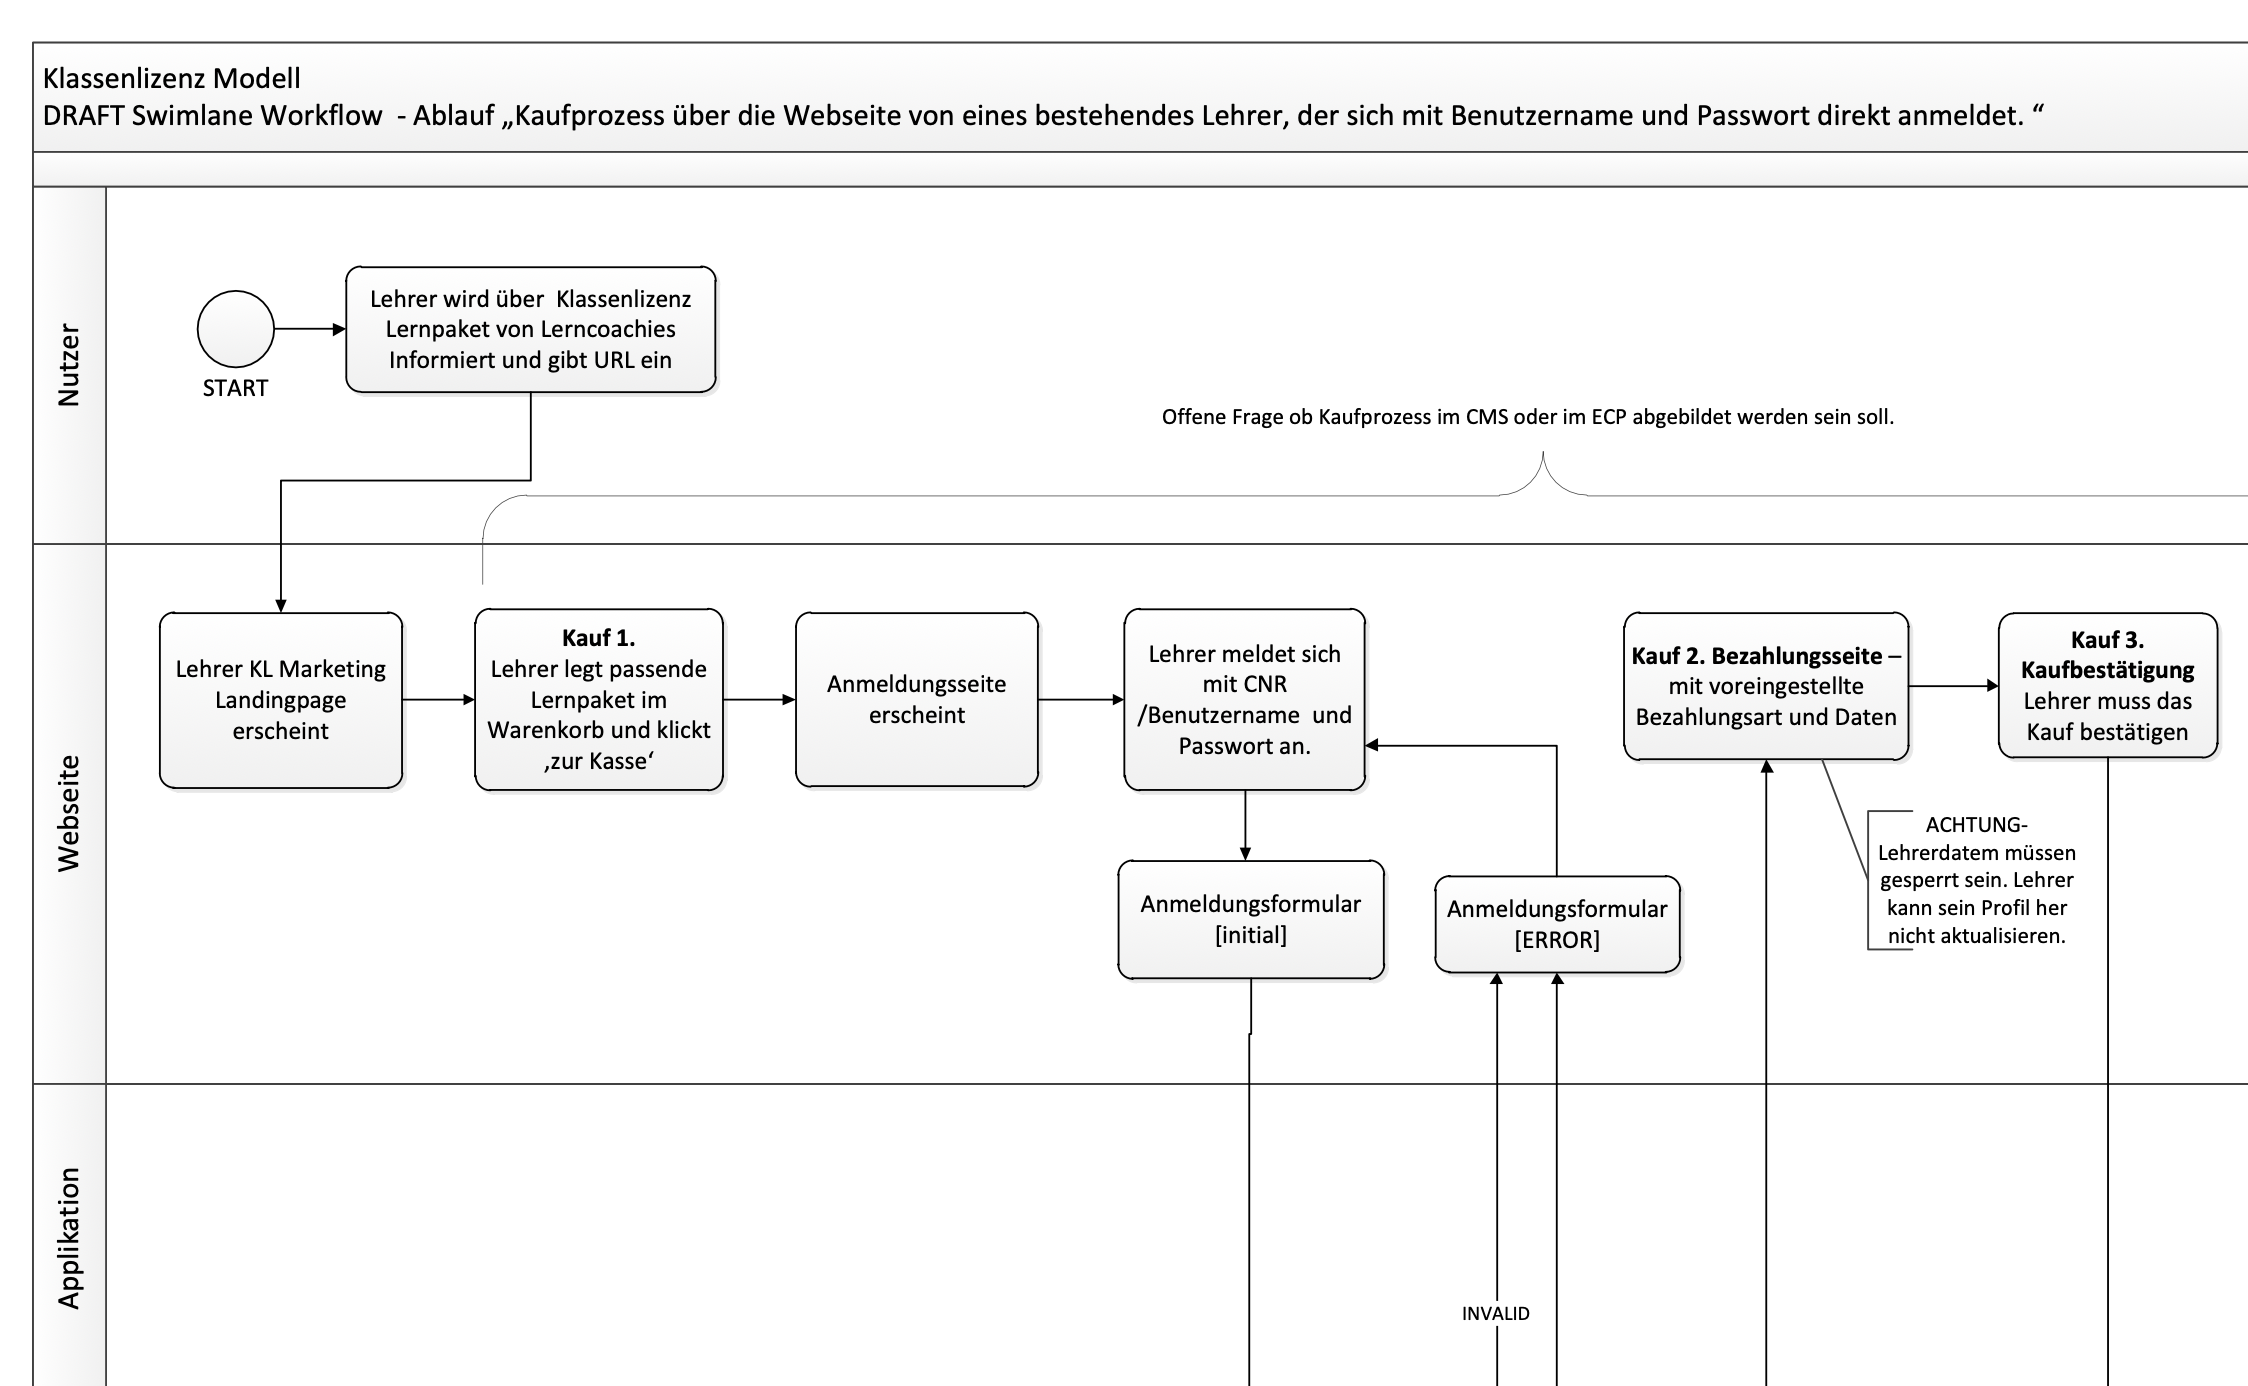 Klassenlizenz Modell
DRAFT Swimlane Workflow - Ablauf „Kaufprozess über die Webseite von eines bestehendes Lehrer, der sich mit Benutzername und Passwort direkt anmeldet. “
Nutzer
START
Lehrer wird über Klassenlizenz
Lernpaket von Lerncoachies
Informiert und gibt URL ein
Offene Frage ob Kaufprozess im CMS oder im ECP abgebildet werden sein soll.
Webseite
Lehrer KL Marketing
Landingpage
erscheint
Kauf 1.
Lehrer legt passende
Lernpaket im
Warenkorb und klickt
‚zur Kasse‘
Anmeldungsseite
erscheint
Lehrer meldet sich
mit CNR
/Benutzername und
Passwort an.
Kauf 2. Bezahlungsseite –
mit voreingestellte
Bezahlungsart und Daten
Kauf 3.
Kaufbestätigung
Lehrer muss das
Kauf bestätigen
ACHTUNG-
Lehrerdatem müssen
gesperrt sein. Lehrer
kann sein Profil her
nicht aktualisieren.
Anmeldungsformular
[initial]
Anmeldungsformular
[ERROR]
Applikation
INVALID